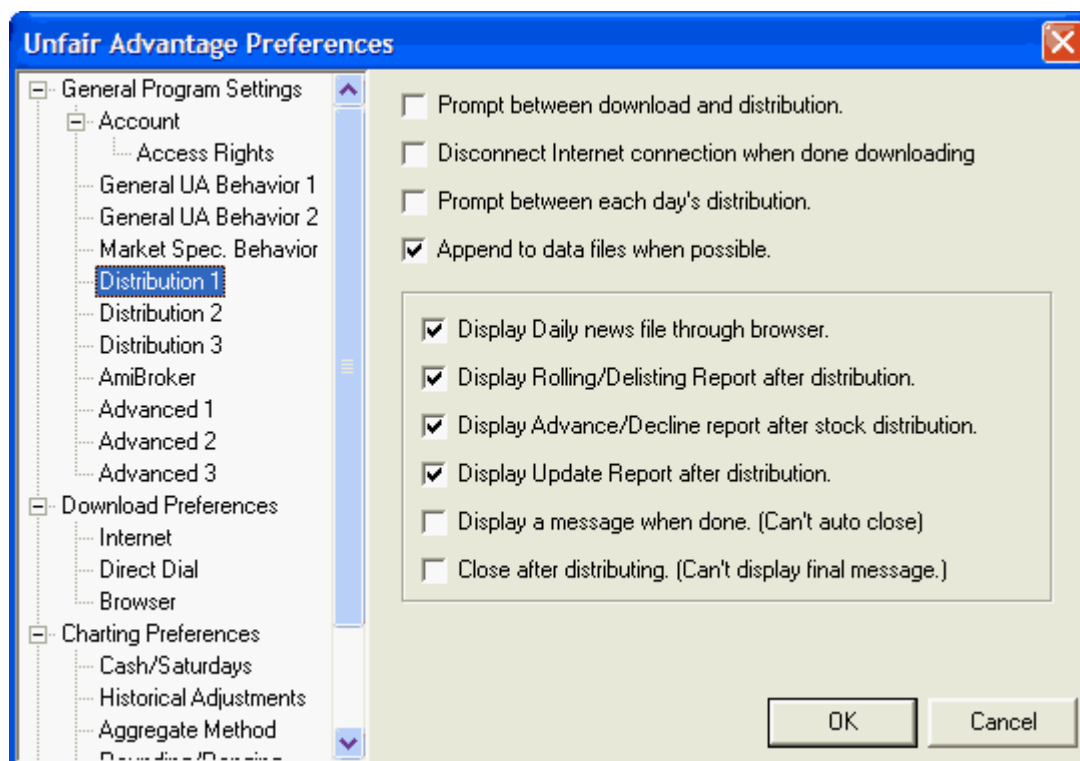 Unfair Advantage Preferences
General Program Settings
Account
Access Rights
General UA Behavior 1
General UA Behavior 2
Market Spec. Behavior
Distribution 1
Distribution 2
Distribution 3
AmiBroker
Advanced 1
Advanced 2
Advanced 3
Download Preferences
Internet
Direct Dial
Browser
Charting Preferences
Cash/Saturdays
Historical Adjustments
Aggregate Method
Prompt between download and distribution.
Disconnect Internet connection when done downloading
Prompt between each day's distribution.
Append to data files when possible.
Display Daily news file through browser.
Display Rolling/Delisting Report after distribution.
Display Advance/Decline report after stock distribution.
Display Update Report after distribution.
Display a message when done. (Can't auto close)
Close after distributing. (Can't display final message.)
OK
Cancel